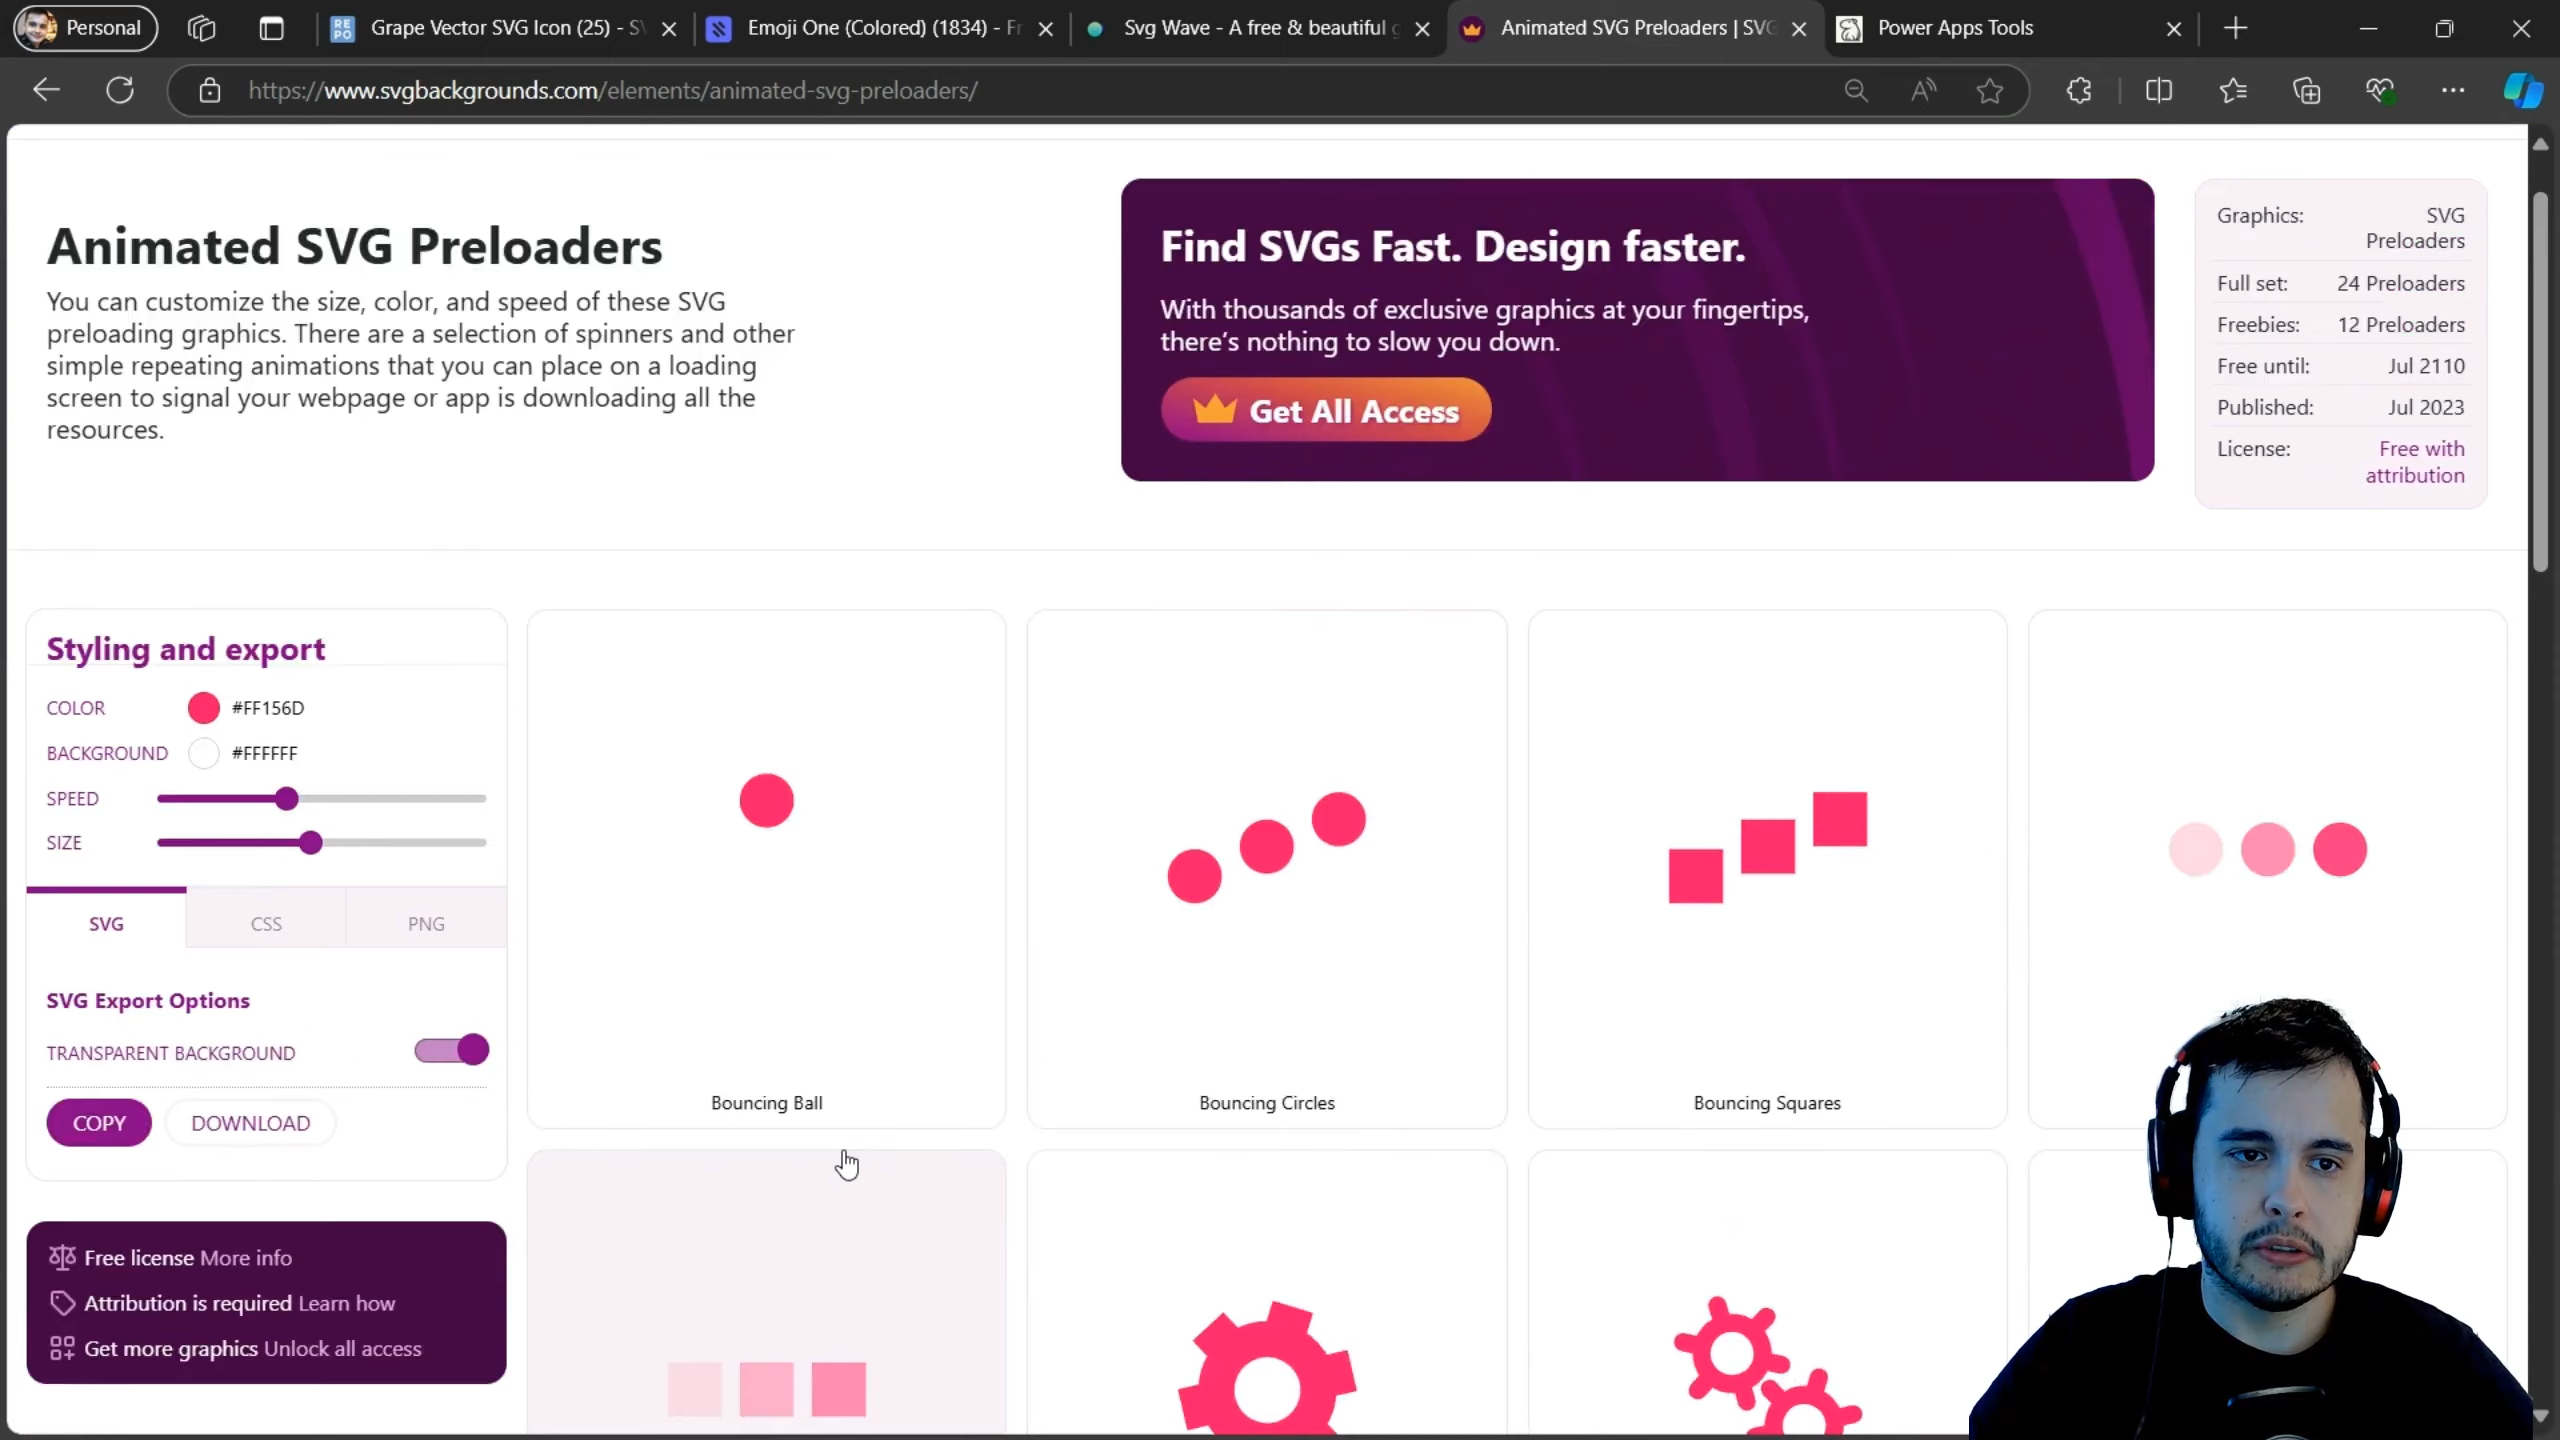 Personal
Grape Vector SVG Icon (25) - S
Emoji One (Colored) (1834) - Fr
Svg Wave - A free & beautiful g
Animated SVG Preloaders | SVG
Power Apps Tools
https://www.svgbackgrounds.com/elements/animated-svg-preloaders/
Animated SVG Preloaders
You can customize the size, color, and speed of these SVG
preloading graphics. There are a selection of spinners and other
simple repeating animations that you can place on a loading
screen to signal your webpage or app is downloading all the
resources.
Find SVGs Fast. Design faster.
With thousands of exclusive graphics at your fingertips,
there's nothing to slow you down.
Get All Access
Graphics: SVG
Preloaders
Full set: 24 Preloaders
Freebies: 12 Preloaders
Free until: Jul 2110
Published: Jul 2023
License: Free with
attribution
Styling and export
COLOR #FF156D
BACKGROUND #FFFFFF
SPEED
SIZE
SVG CSS PNG
SVG Export Options
TRANSPARENT BACKGROUND
COPY DOWNLOAD
Bouncing Ball
Bouncing Circles
Bouncing Squares
Free license More info
Attribution is required Learn how
Get more graphics Unlock all access